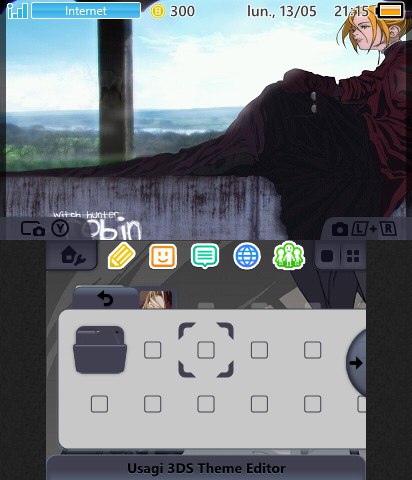 Internet
300
lun., 13/05
21:15
Y
L+R
witch hunter
robin
Usagi 3DS Theme Editor